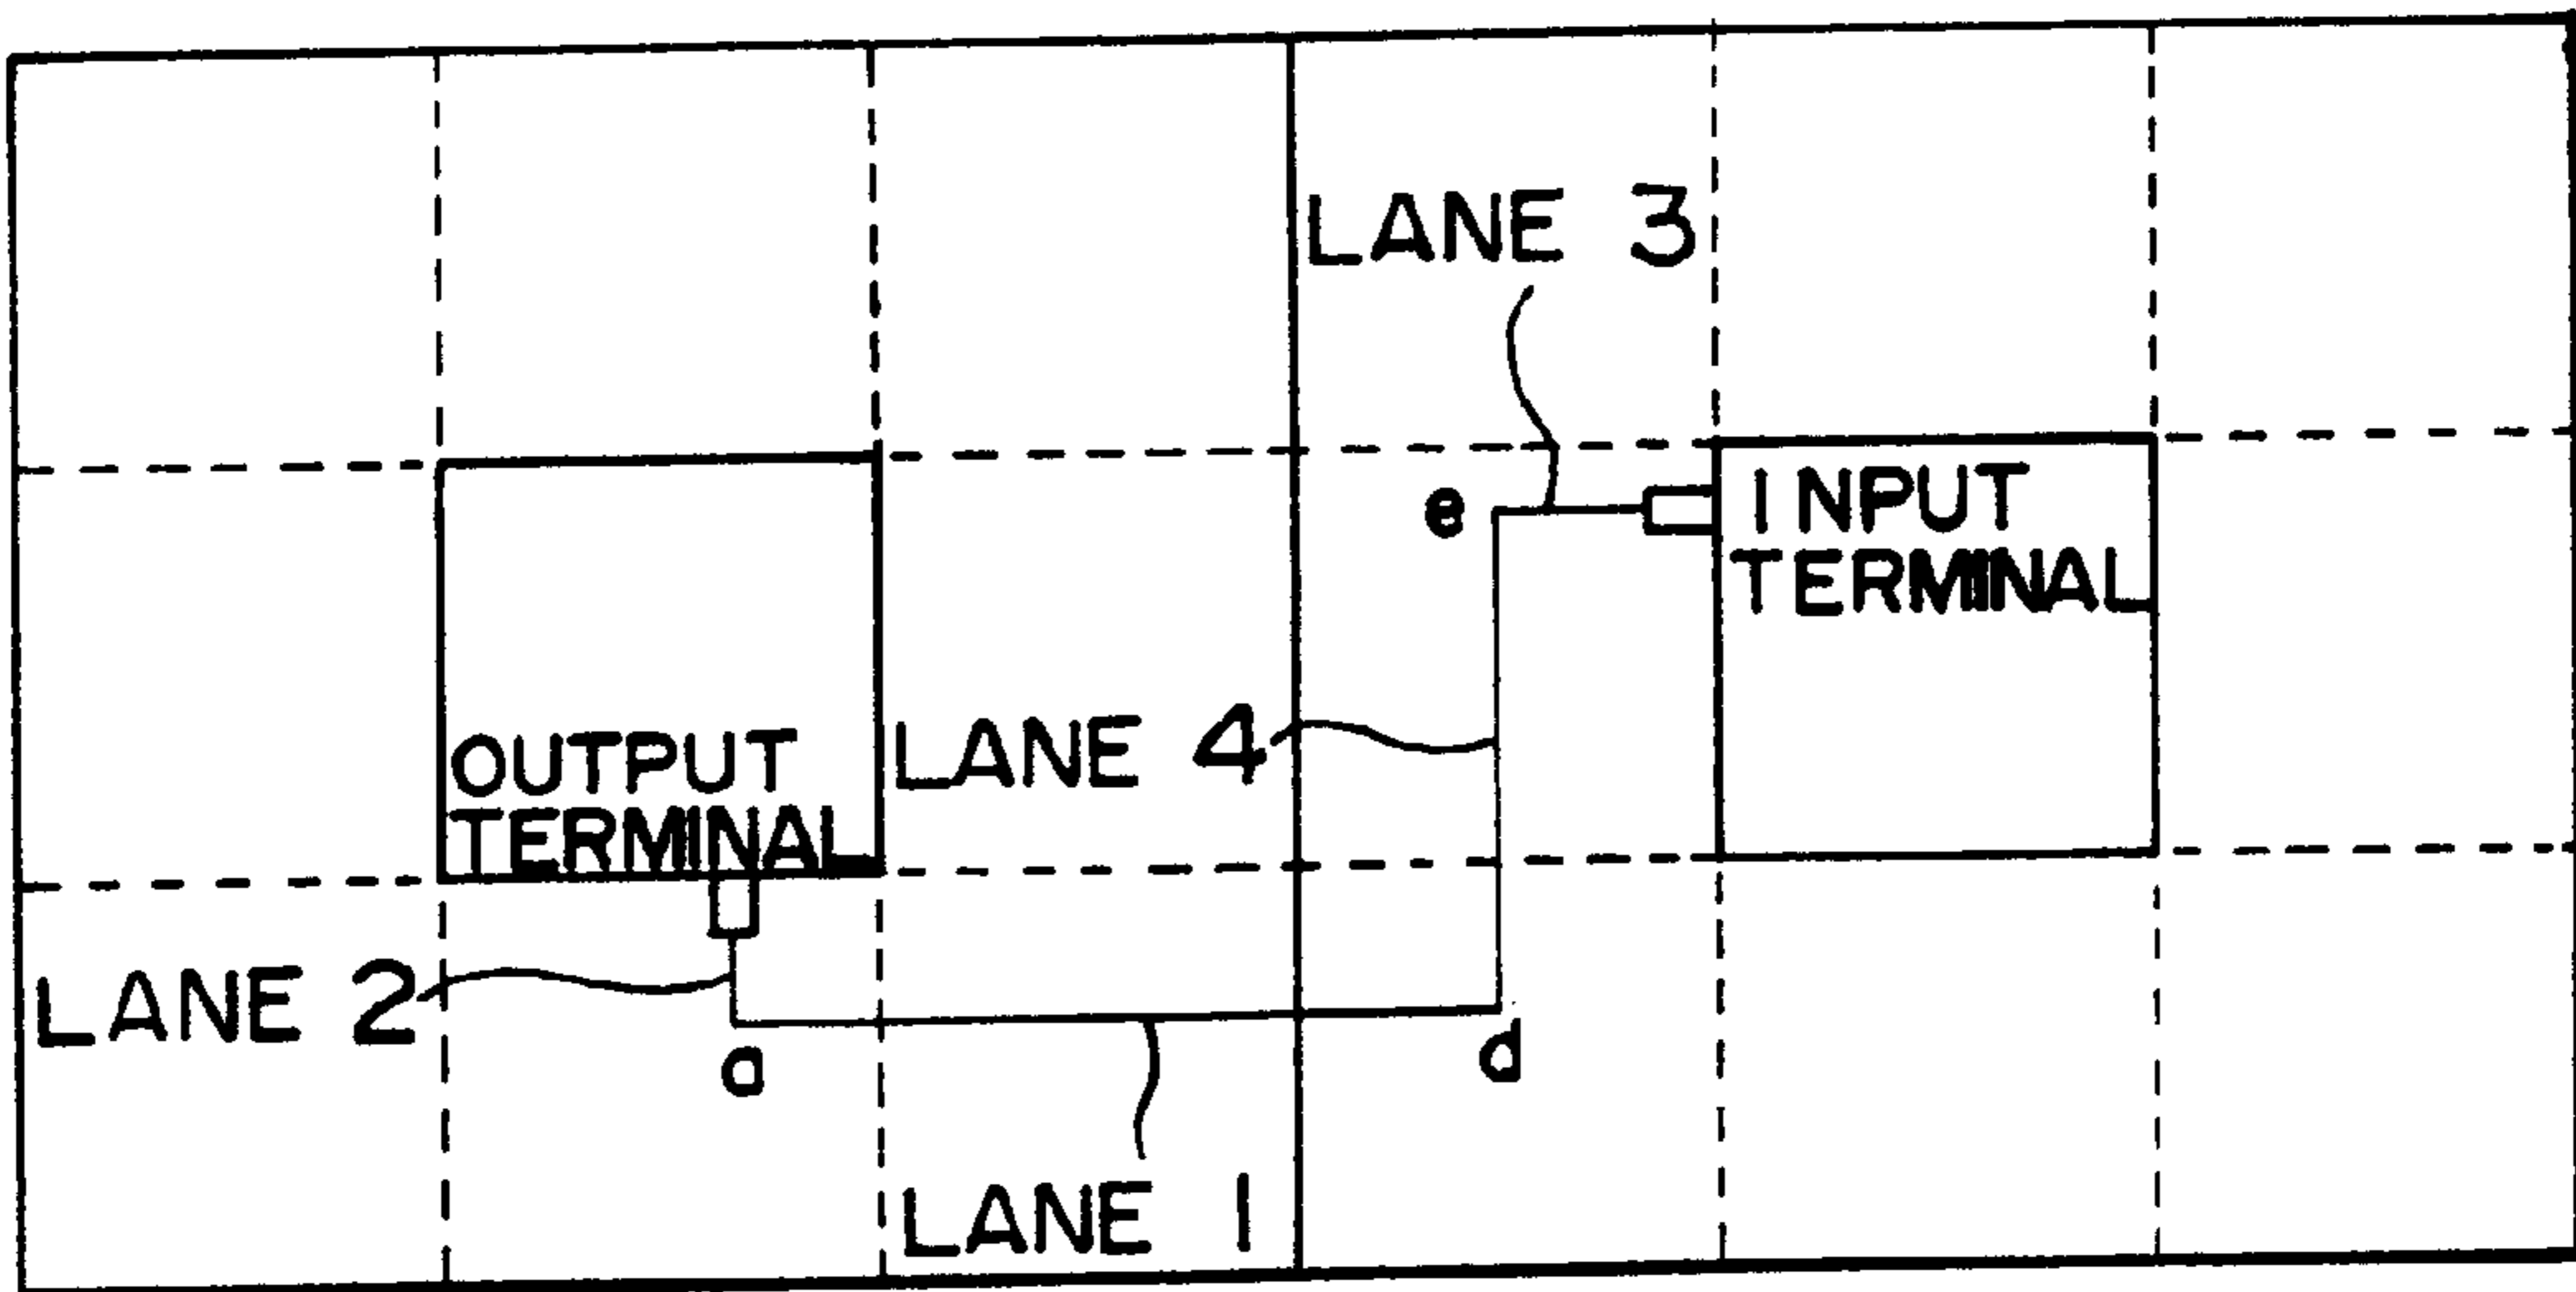 LANE 3
e
INPUT
TERMINAL
OUTPUT
TERMINAL
LANE 4
LANE 2
a
d
LANE 1